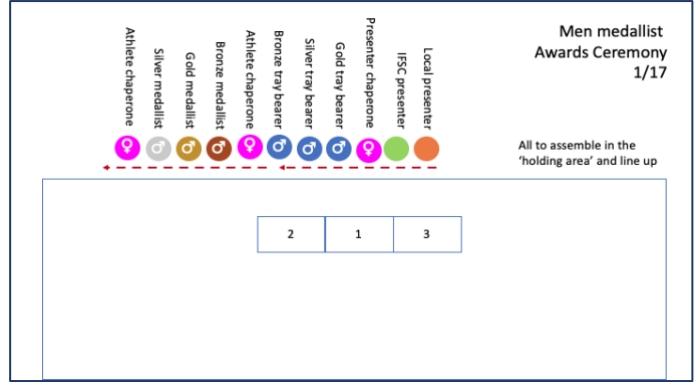 Men medallist
Awards Ceremony
1/17
Athlete chaperone
Silver medallist
Gold medallist
Bronze medallist
Athlete chaperone
Bronze tray bearer
Silver tray bearer
Gold tray bearer
Presenter chaperone
IFSC presenter
Local presenter
All to assemble in the
'holding area' and line up
2 1 3